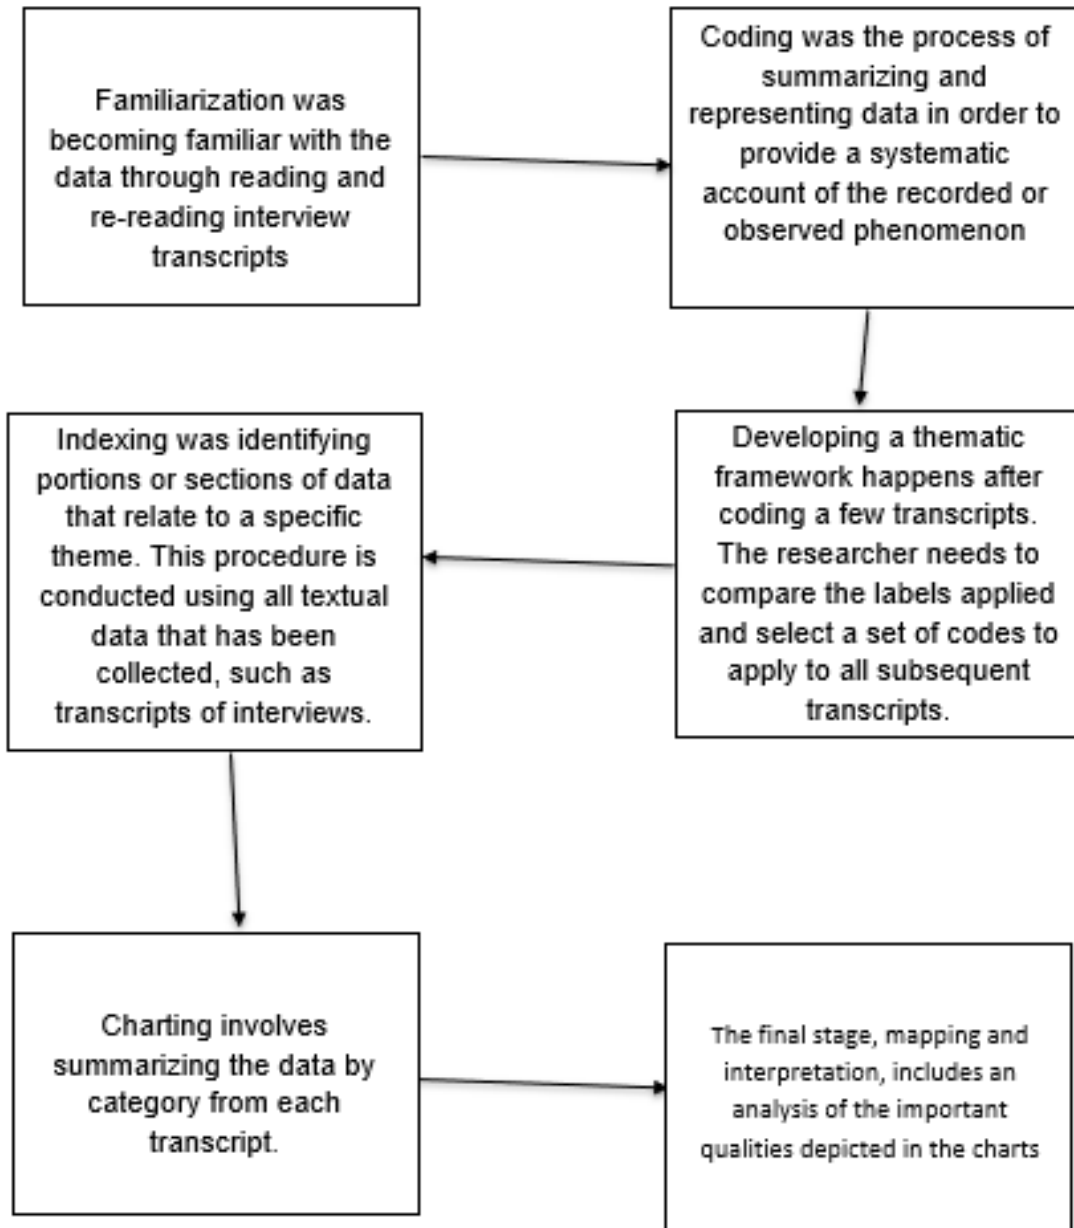 Familiarization was
becoming familiar with the
data through reading and
re-reading interview
transcripts
Coding was the process of
summarizing and
representing data in order to
provide a systematic
account of the recorded or
observed phenomenon
Developing a thematic
framework happens after
coding a few transcripts.
The researcher needs to
compare the labels applied
and select a set of codes to
apply to all subsequent
transcripts.
Indexing was identifying
portions or sections of data
that relate to a specific
theme. This procedure is
conducted using all textual
data that has been
collected, such as
transcripts of interviews.
Charting involves
summarizing the data by
category from each
transcript.
The final stage, mapping and
interpretation, includes an
analysis of the important
qualities depicted in the charts